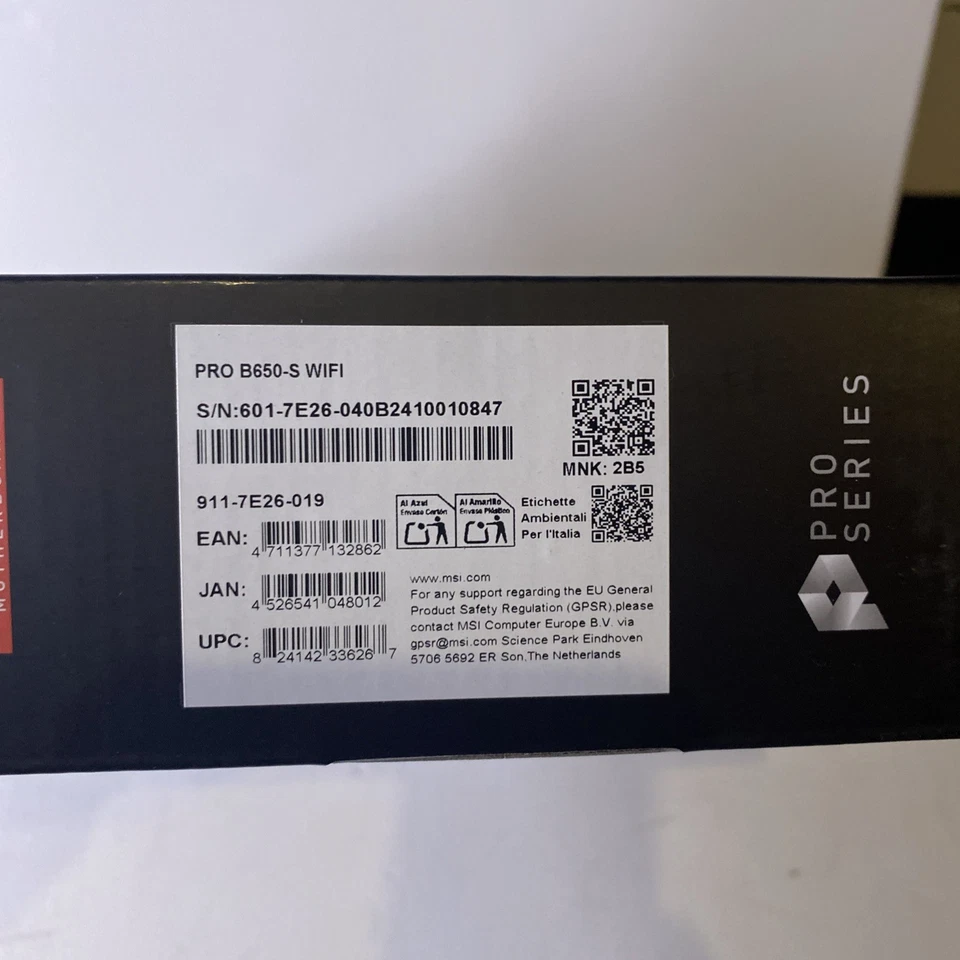 PRO B650-S WIFI
S/N:601-7E26-040B2410010847
MNK: 2B5
911-7E26-019
EAN:
4 711377 132862
JAN:
4 526541 048012
UPC:
8 24142 33626 7
Al Azul
Envase Cartón
Al Amarillo
Envase Plástico
Etichette
Ambientali
Per l'Italia
www.msi.com
For any support regarding the EU General
Product Safety Regulation (GPSR),please
contact MSI Computer Europe B.V. via
gpsr@msi.com Science Park Eindhoven
5706 5692 ER Son,The Netherlands
PRO
SERIES